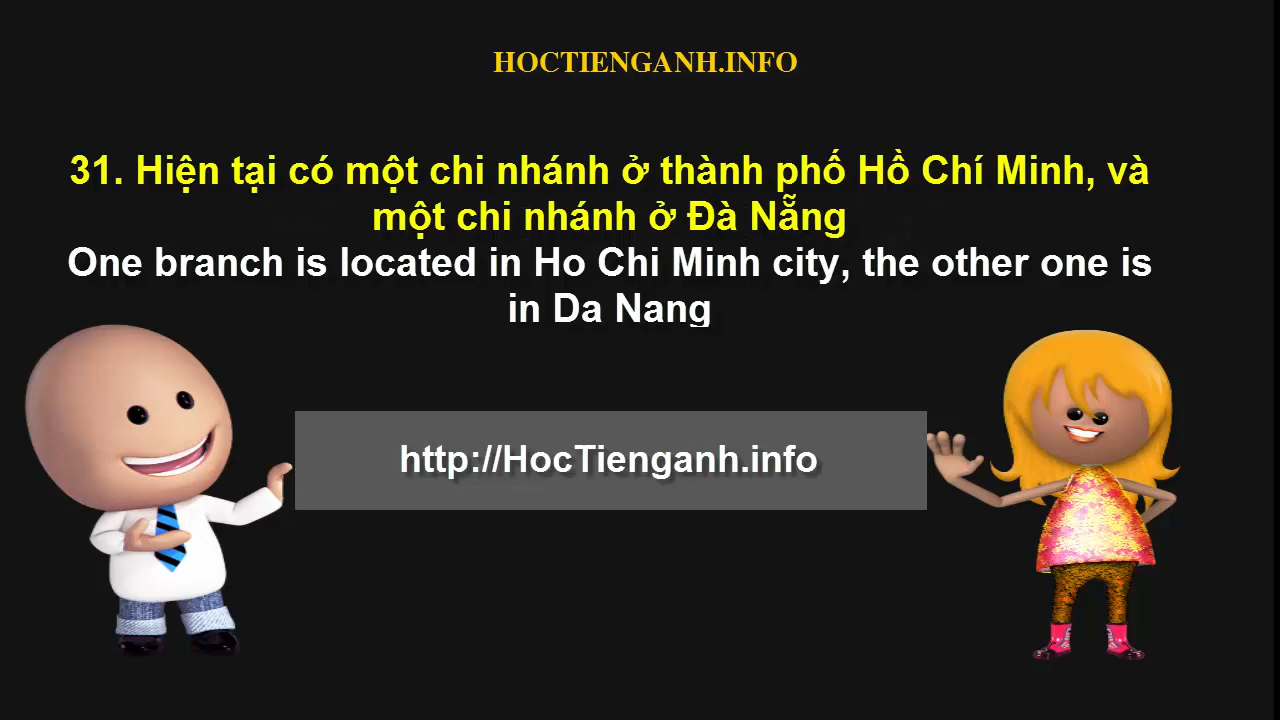 HOCTIENGANH.INFO
31. Hiện tại có một chi nhánh ở thành phố Hồ Chí Minh, và
một chi nhánh ở Đà Nẵng
One branch is located in Ho Chi Minh city, the other one is
in Da Nang
http://HocTienganh.info